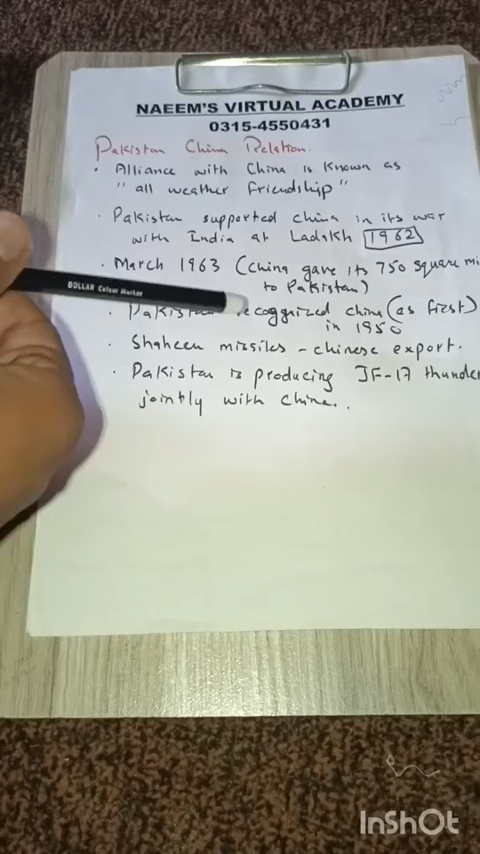 NAEEM'S VIRTUAL ACADEMY
0315-4550431
Pakistan China Relation.
• Alliance with China is known as
"all weather friendship"
• Pakistan supported china in its war
with India at Ladakh 1962
• March 1963 (China gave its 750 square mi
to Pakistan)
• Pakistan recognized china (as first)
in 1950
• Shaheen missiles - chinese export.
• Pakistan is producing JF-17 thunder
jointly with china.
DOLLAR Colour Marker
InShOt